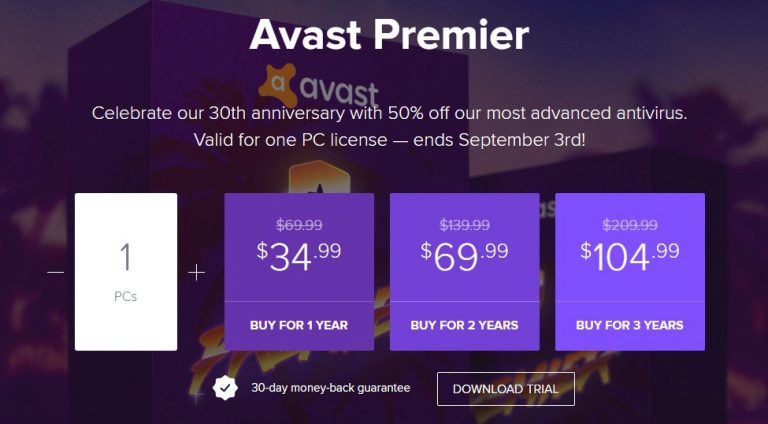 Avast Premier
avast
Celebrate our 30th anniversary with 50% off our most advanced antivirus.
Valid for one PC license — ends September 3rd!
1
PCs
$69.99
$34.99
BUY FOR 1 YEAR
$139.99
$69.99
BUY FOR 2 YEARS
$209.99
$104.99
BUY FOR 3 YEARS
30-day money-back guarantee
DOWNLOAD TRIAL